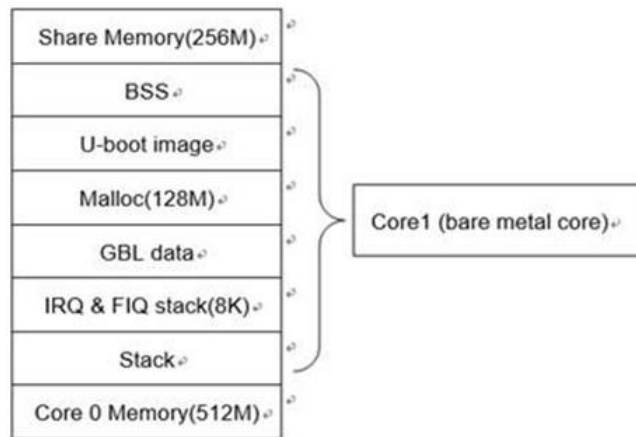 Share Memory(256M)
BSS
U-boot image
Malloc(128M)
GBL data
IRQ & FIQ stack(8K)
Stack
Core 0 Memory(512M)
Core1 (bare metal core)